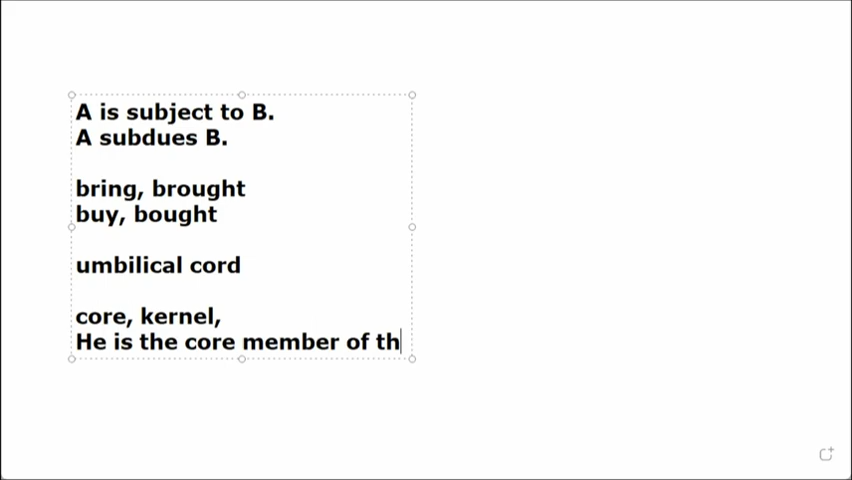 A is subject to B.
A subdues B.
bring, brought
buy, bought
umbilical cord
core, kernel,
He is the core member of th